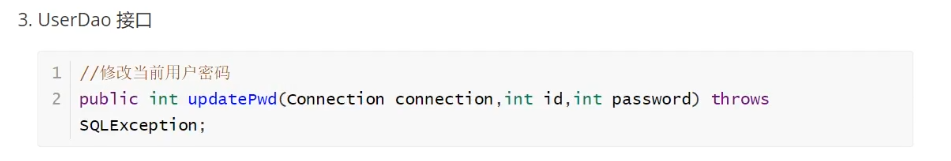 3. UserDao 接口
1 //修改当前用户密码
2 public int updatePwd(Connection connection,int id,int password) throws
SQLException;